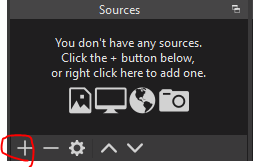 Sources
You don't have any sources.
Click the + button below,
or right click here to add one.